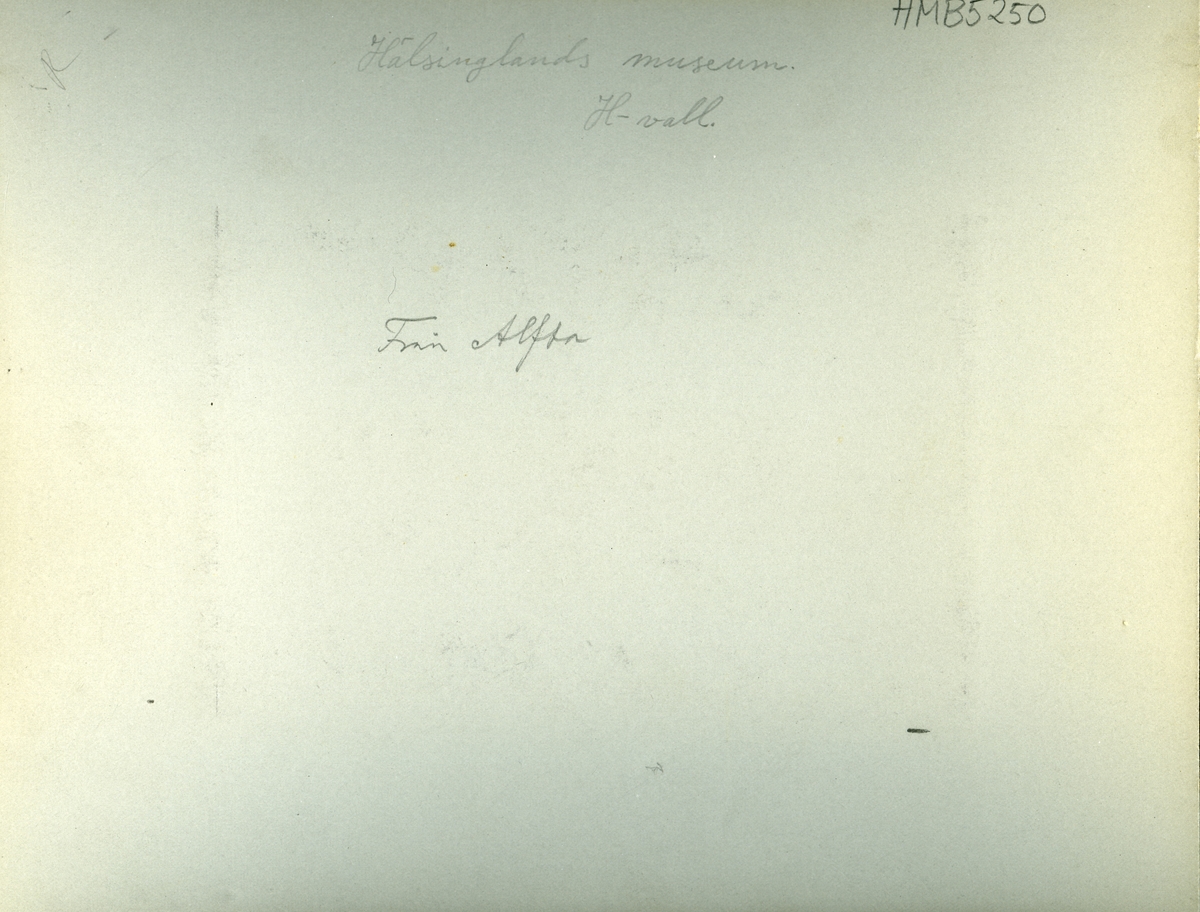 HMB5250
Hälsinglands museum.
H-vall.
Från Alfta